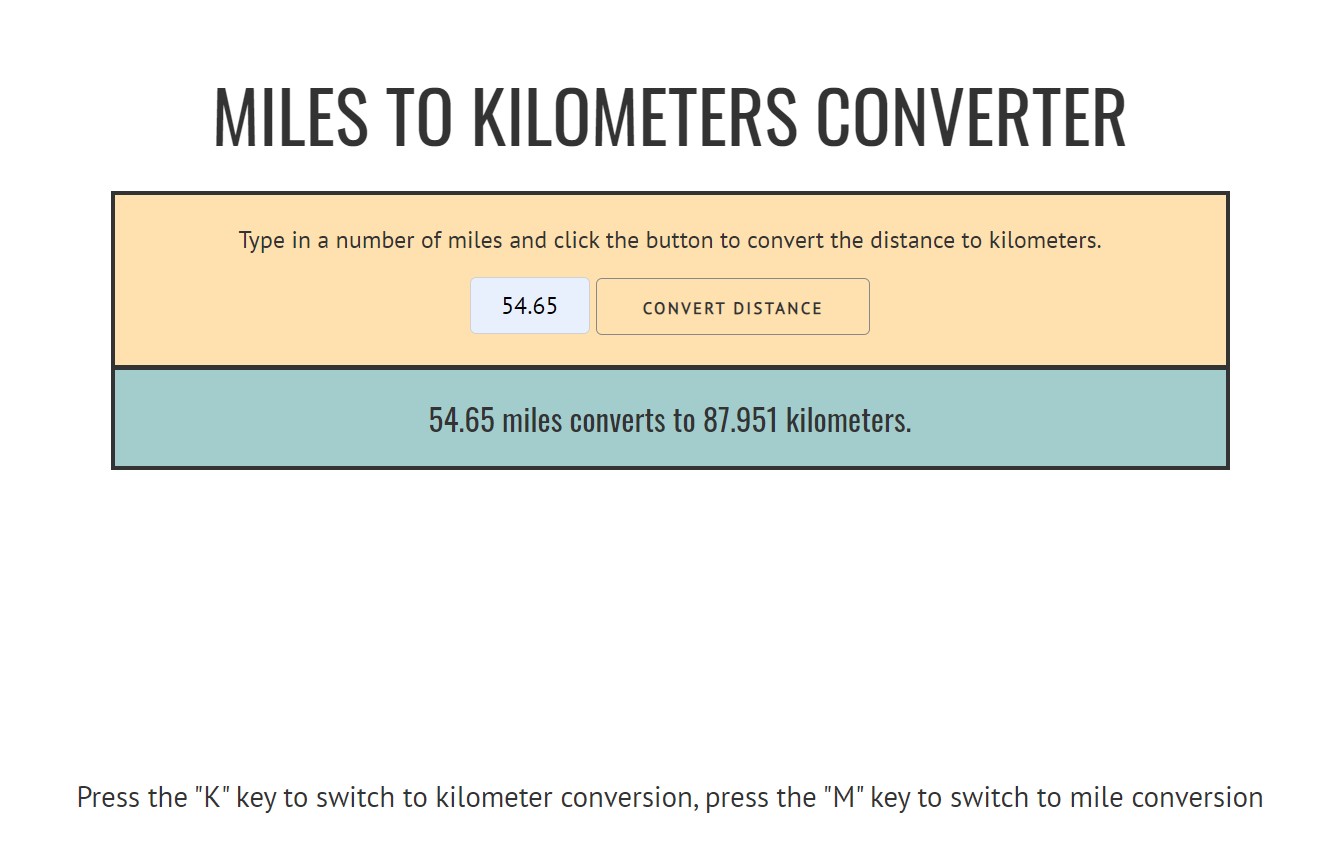 MILES TO KILOMETERS CONVERTER
Type in a number of miles and click the button to convert the distance to kilometers.
54.65 CONVERT DISTANCE
54.65 miles converts to 87.951 kilometers.
Press the "K" key to switch to kilometer conversion, press the "M" key to switch to mile conversion